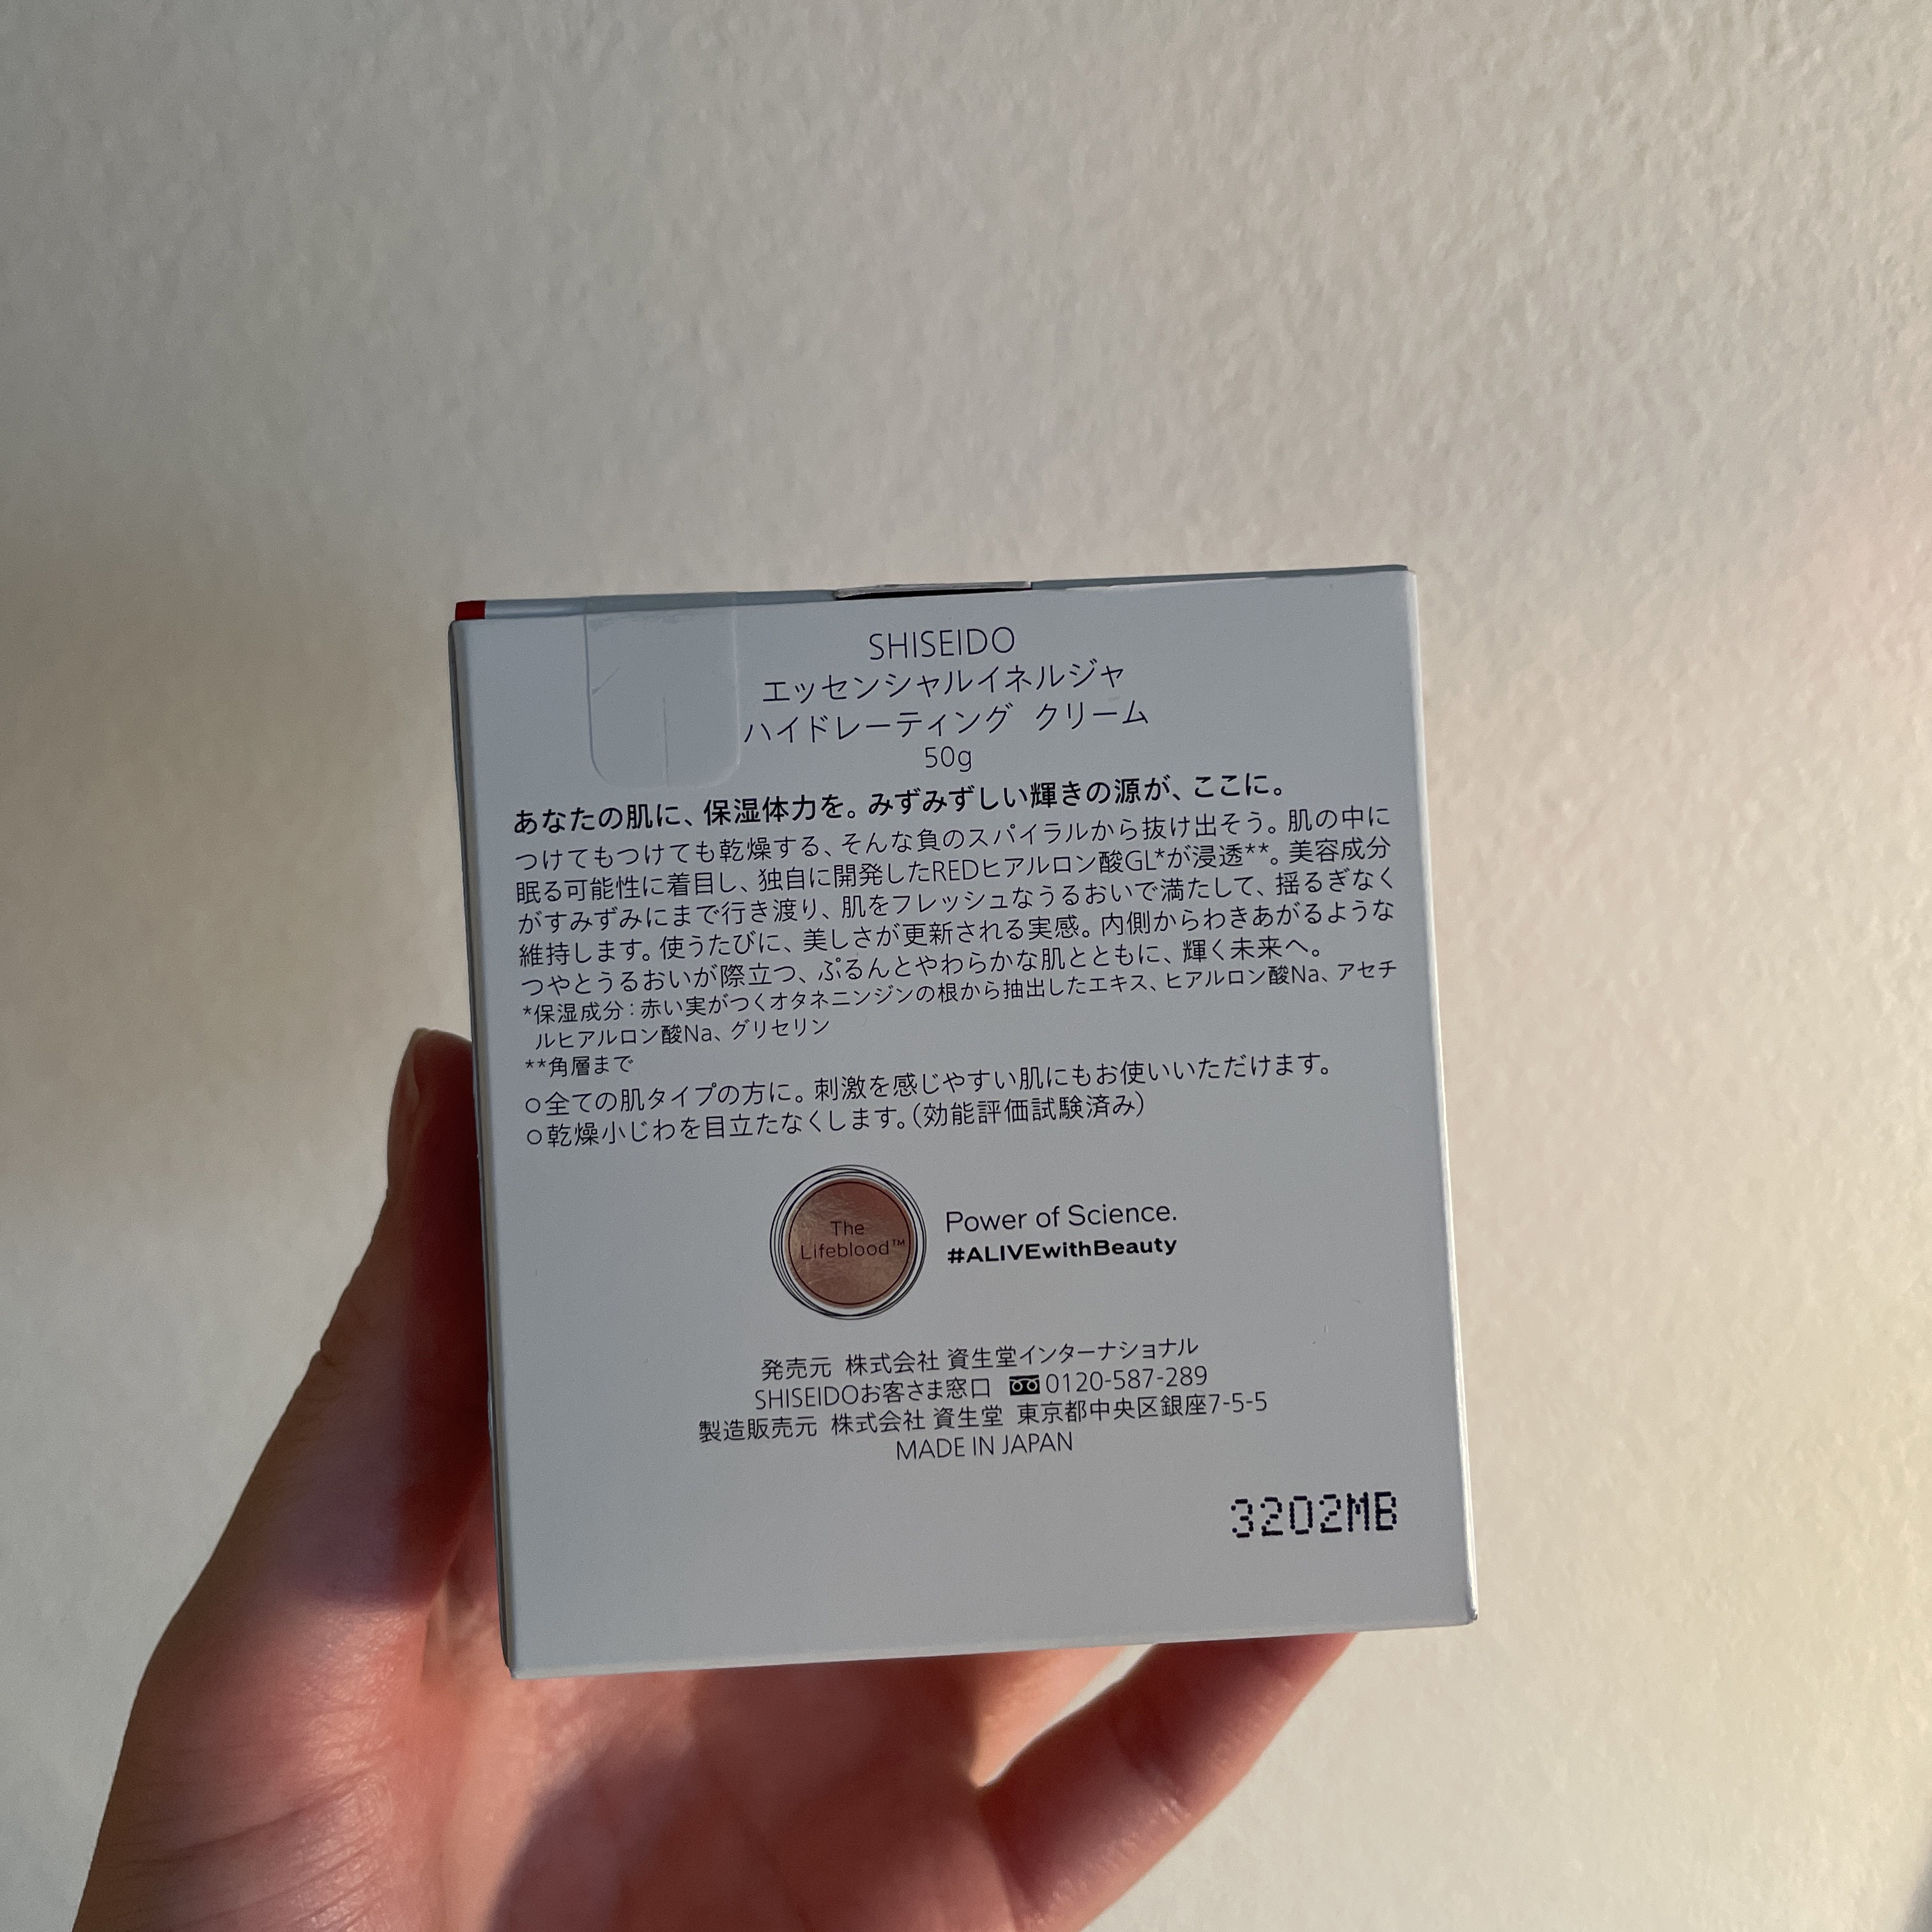 SHISEIDO
エッセンシャルイネルジャ
ハイドレーティング クリーム
50g
あなたの肌に、保湿体力を。みずみずしい輝きの源が、ここに。
つけてもつけても乾燥する、そんな負のスパイラルから抜け出そう。肌の中に
眠る可能性に着目し、独自に開発したREDヒアルロン酸GL*が浸透**。美容成分
がすみずみにまで行き渡り、肌をフレッシュなうるおいで満たして、揺るぎなく
維持します。使うたびに、美しさが更新される実感。内側からわきあがるような
つやとうるおいが際立つ、ぷるんとやわらかな肌とともに、輝く未来へ。
*保湿成分：赤い実がつくオタネニンジンの根から抽出したエキス、ヒアルロン酸Na、アセチ
ルヒアルロン酸Na、グリセリン
**角層まで
○全ての肌タイプの方に。刺激を感じやすい肌にもお使いいただけます。
○乾燥小じわを目立たなくします。（効能評価試験済み）
The
Lifeblood™
Power of Science.
#ALIVEwithBeauty
発売元 株式会社 資生堂インターナショナル
SHISEIDOお客さま窓口 0120-587-289
製造販売元 株式会社 資生堂 東京都中央区銀座7-5-5
MADE IN JAPAN
3202MB